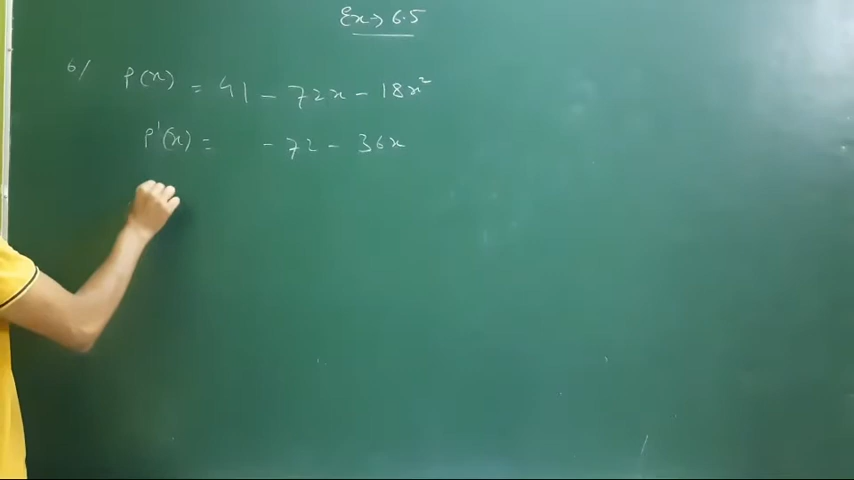 Ex → 6.5
6/ P(x) = 41 - 72x - 18x²
P'(x) = - 72 - 36x